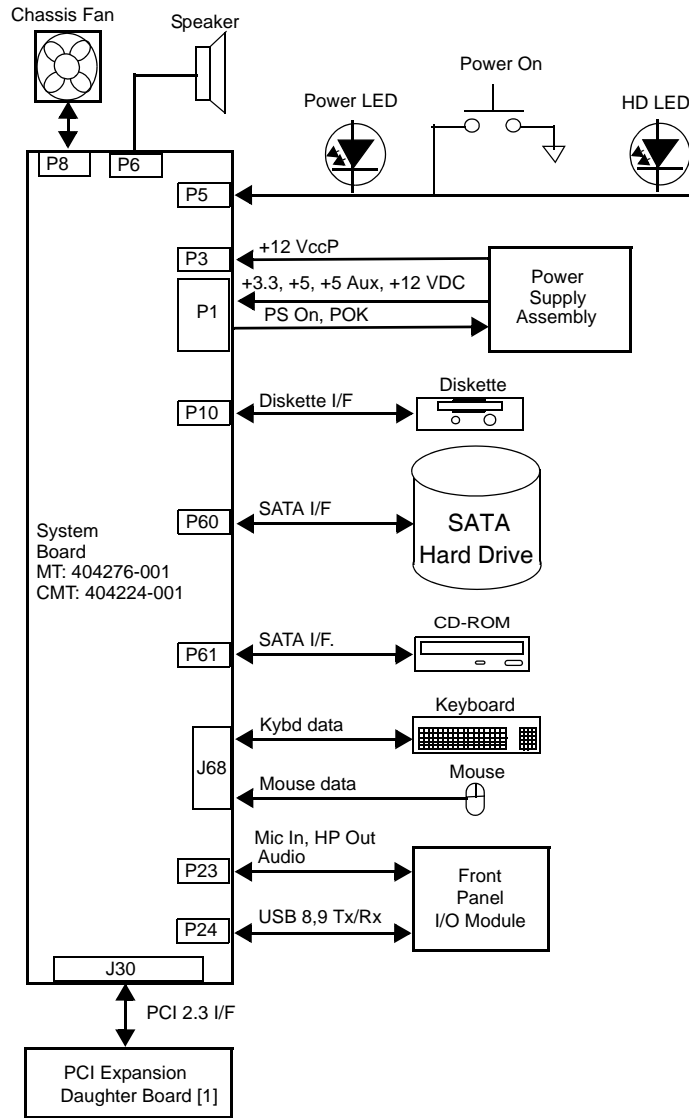 Chassis Fan
Speaker
Power On
Power LED
HD LED
P8
P6
P5
P3
+12 VccP
+3.3, +5, +5 Aux, +12 VDC
P1
PS On, POK
Power
Supply
Assembly
Diskette
P10
Diskette I/F
P60
SATA I/F
SATA
Hard Drive
System
Board
MT: 404276-001
CMT: 404224-001
CD-ROM
P61
SATA I/F.
Keyboard
Kybd data
J68
Mouse
Mouse data
Mic In, HP Out
Audio
P23
Front
Panel
I/O Module
P24
USB 8,9 Tx/Rx
J30
PCI 2.3 I/F
PCI Expansion
Daughter Board [1]